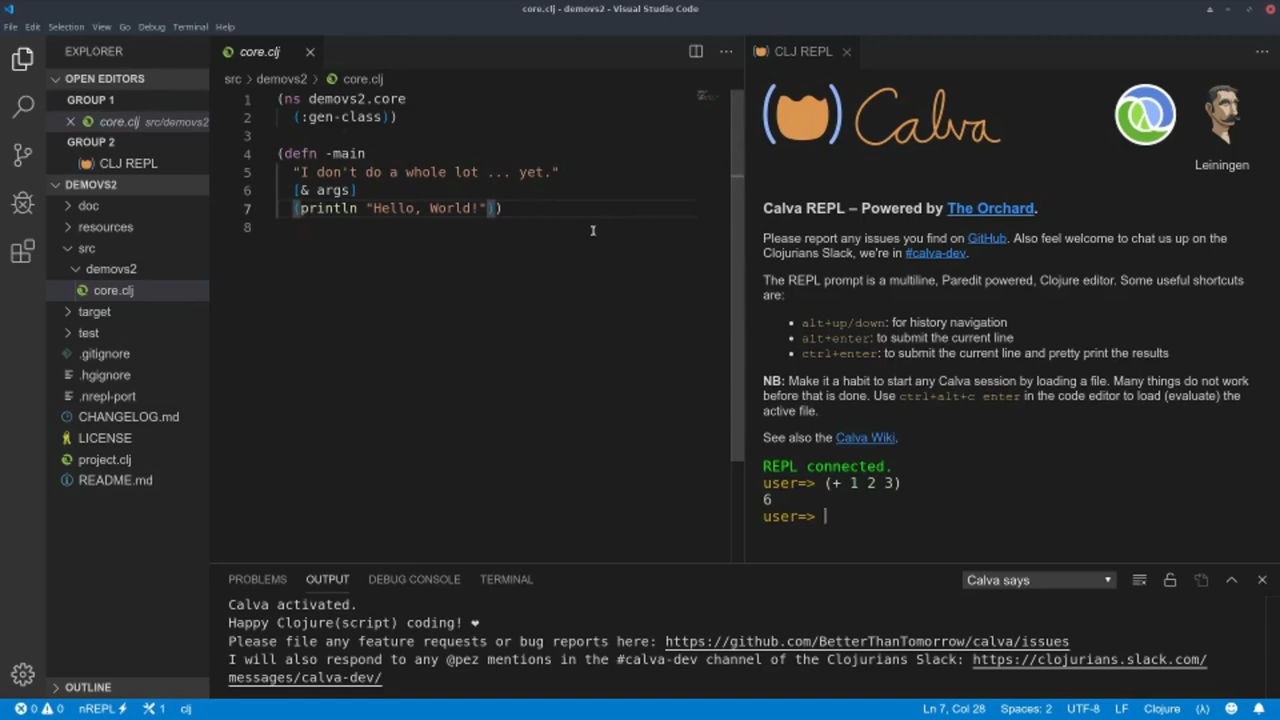 core.clj - demovs2 - Visual Studio Code
File Edit Selection View Go Debug Terminal Help
EXPLORER
OPEN EDITORS
GROUP 1
core.clj src/demovs2
GROUP 2
CLJ REPL
DEMOVS2
doc
resources
src
demovs2
core.clj
target
test
.gitignore
.hgignore
.nrepl-port
CHANGELOG.md
LICENSE
project.clj
README.md
OUTLINE
core.clj
src > demovs2 > core.clj
1 (ns demovs2.core
2 (:gen-class))
3
4 (defn -main
5 "I don't do a whole lot ... yet."
6 [& args]
7 (println "Hello, World!"))
8
CLJ REPL
Calva
Leiningen
Calva REPL – Powered by The Orchard.
Please report any issues you find on GitHub. Also feel welcome to chat us up on the
Clojurians Slack, we're in #calva-dev.
The REPL prompt is a multiline, Paredit powered, Clojure editor. Some useful shortcuts
are:
• alt+up/down: for history navigation
• alt+enter: to submit the current line
• ctrl+enter: to submit the current line and pretty print the results
NB: Make it a habit to start any Calva session by loading a file. Many things do not work
before that is done. Use ctrl+alt+c enter in the code editor to load (evaluate) the
active file.
See also the Calva Wiki.
REPL connected.
user=> (+ 1 2 3)
6
user=>
PROBLEMS OUTPUT DEBUG CONSOLE TERMINAL
Calva says
Calva activated.
Happy Clojure(script) coding! ❤
Please file any feature requests or bug reports here: https://github.com/BetterThanTomorrow/calva/issues
I will also respond to any @pez mentions in the #calva-dev channel of the Clojurians Slack: https://clojurians.slack.com/
messages/calva-dev/
0 0 nREPL⚡ 1 clj
Ln 7, Col 28 Spaces: 2 UTF-8 LF Clojure (λ)